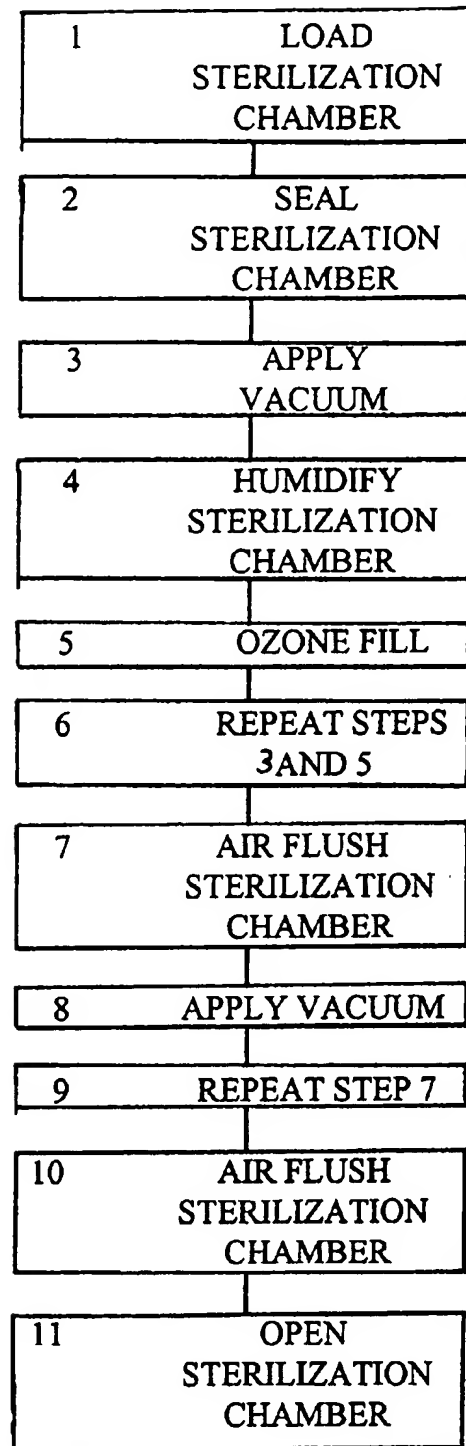 1 LOAD
STERILIZATION
CHAMBER
2 SEAL
STERILIZATION
CHAMBER
3 APPLY
VACUUM
4 HUMIDIFY
STERILIZATION
CHAMBER
5 OZONE FILL
6 REPEAT STEPS
3 AND 5
7 AIR FLUSH
STERILIZATION
CHAMBER
8 APPLY VACUUM
9 REPEAT STEP 7
10 AIR FLUSH
STERILIZATION
CHAMBER
11 OPEN
STERILIZATION
CHAMBER